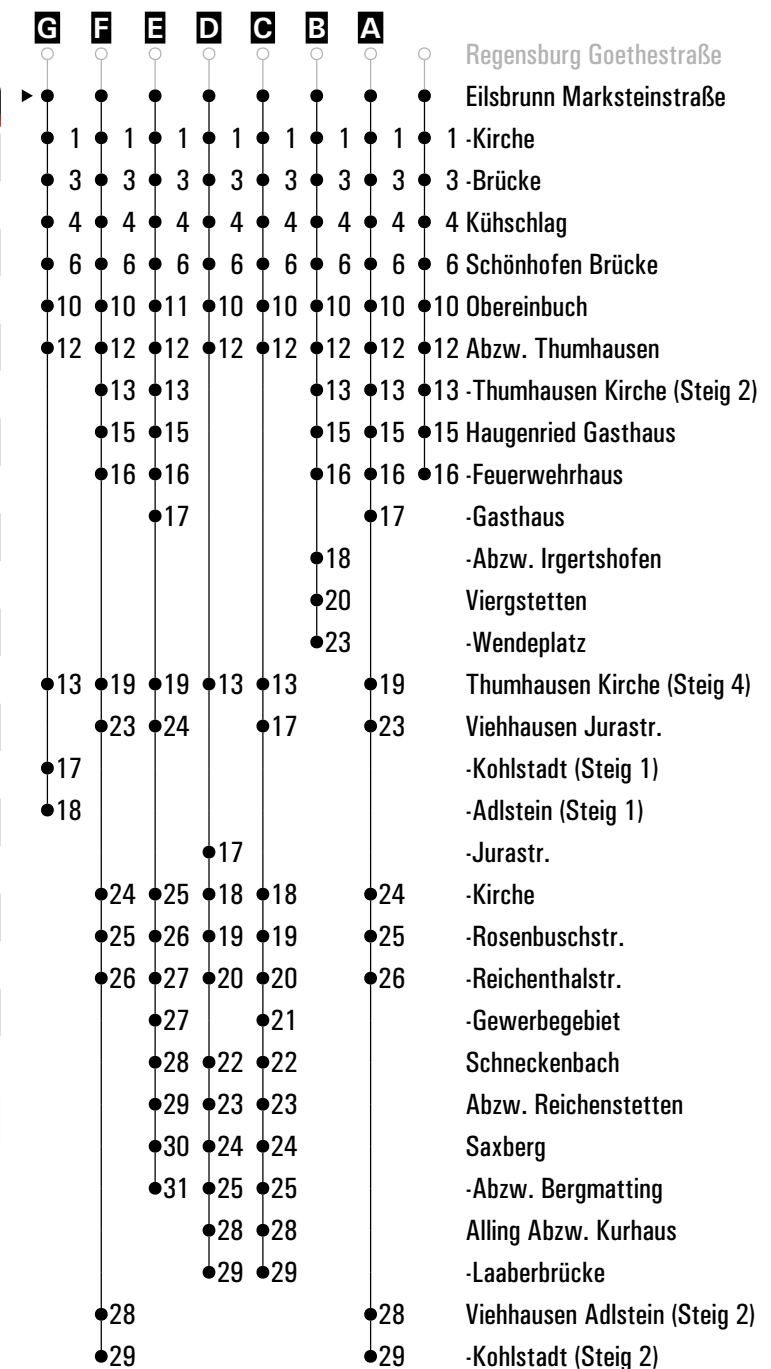 G F E D C B A
Regensburg Goethestraße
Eilsbrunn Marksteinstraße
1 1 1 1 1 1 1 1 -Kirche
3 3 3 3 3 3 3 3 -Brücke
4 4 4 4 4 4 4 4 Kühschlag
6 6 6 6 6 6 6 6 Schönhofen Brücke
10 10 11 10 10 10 10 10 Obereinbuch
12 12 12 12 12 12 12 12 Abzw. Thumhausen
13 13 13 13 13 -Thumhausen Kirche (Steig 2)
15 15 15 15 15 Haugenried Gasthaus
16 16 16 16 16 -Feuerwehrhaus
17 17 -Gasthaus
18 -Abzw. Irgertshofen
20 Viergstetten
23 -Wendeplatz
13 19 19 13 13 19 Thumhausen Kirche (Steig 4)
23 24 17 23 Viehhausen Jurastr.
17 -Kohlstadt (Steig 1)
18 -Adlstein (Steig 1)
17 -Jurastr.
24 25 18 18 24 -Kirche
25 26 19 19 25 -Rosenbuschstr.
26 27 20 20 26 -Reichenthalstr.
27 21 -Gewerbegebiet
28 22 22 Schneckenbach
29 23 23 Abzw. Reichenstetten
30 24 24 Saxberg
31 25 25 -Abzw. Bergmatting
28 28 Alling Abzw. Kurhaus
29 29 -Laaberbrücke
28 28 Viehhausen Adlstein (Steig 2)
29 29 -Kohlstadt (Steig 2)